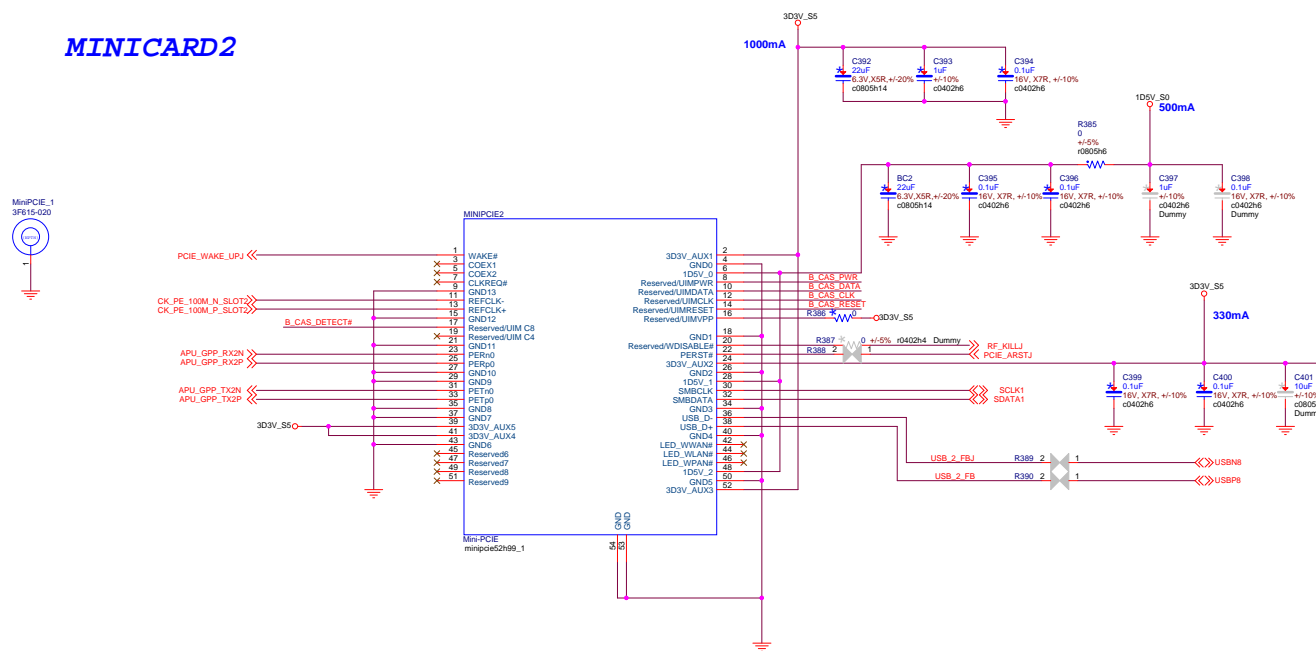 MINICARD2
3D3V_S5
1000mA
C392
22uF
6.3V,X5R,+/-20%
c0805h14
C393
1uF
+/-10%
c0402h6
C394
0.1uF
16V, X7R, +/-10%
c0402h6
1D5V_S0
500mA
R385
0
+/-5%
r0805h6
BC2
22uF
6.3V,X5R,+/-20%
c0805h14
C395
0.1uF
16V, X7R, +/-10%
c0402h6
C396
0.1uF
16V, X7R, +/-10%
c0402h6
C397
1uF
+/-10%
c0402h6
Dummy
C398
0.1uF
16V, X7R, +/-10%
c0402h6
Dummy
MiniPCIE_1
3F615-020
1
MINIPCIE2
PCIE_WAKE_UPJ
CK_PE_100M_N_SLOT2
CK_PE_100M_P_SLOT2
B_CAS_DETECT#
APU_GPP_RX2N
APU_GPP_RX2P
APU_GPP_TX2N
APU_GPP_TX2P
3D3V_S5
1 WAKE#
3 COEX1
5 COEX2
7 CLKREQ#
9 GND13
11 REFCLK-
13 REFCLK+
15 GND12
17 Reserved/UIM C8
19 Reserved/UIM C4
21 GND11
23 PERn0
25 PERp0
27 GND10
29 GND9
31 PETn0
33 PETp0
35 GND8
37 GND7
39 3D3V_AUX5
41 3D3V_AUX4
43 GND6
45 Reserved6
47 Reserved7
49 Reserved8
51 Reserved9
3D3V_AUX1 2
GND0 4
1D5V_0 6
Reserved/UIMPWR 8
Reserved/UIMDATA 10
Reserved/UIMCLK 12
Reserved/UIMRESET 14
Reserved/UIMVPP 16
GND1 18
Reserved/WDISABLE# 20
PERST# 22
3D3V_AUX2 24
GND2 26
1D5V_1 28
SMBCLK 30
SMBDATA 32
GND3 34
USB_D- 36
USB_D+ 38
GND4 40
LED_WWAN# 42
LED_WLAN# 44
LED_WPAN# 46
1D5V_2 48
GND5 50
3D3V_AUX3 52
B_CAS_PWR
B_CAS_DATA
B_CAS_CLK
B_CAS_RESET
R386 0 3D3V_S5
R387 0 +/-5% r0402h4 Dummy RF_KILLJ
R388 2 1 PCIE_ARSTJ
SCLK1
SDATA1
3D3V_S5
330mA
C399
0.1uF
16V, X7R, +/-10%
c0402h6
C400
0.1uF
16V, X7R, +/-10%
c0402h6
C401
10uF
+/-10%
c0805
Dumm
USB_2_FBJ R389 2 1 USBN8
USB_2_FB R390 2 1 USBP8
GND
GND
54
53
Mini-PCIE
minipcie52h99_1